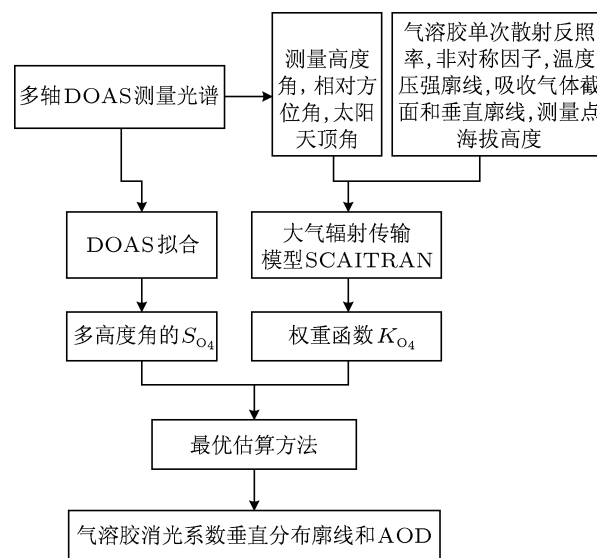 多轴DOAS测量光谱
测量高度
角, 相对方
位角, 太阳
天顶角
气溶胶单次散射反照
率, 非对称因子, 温度
压强廓线, 吸收气体截
面和垂直廓线, 测量点
海拔高度
DOAS拟合
大气辐射传输
模型SCAITRAN
多高度角的S_{O_4}
权重函数K_{O_4}
最优估算方法
气溶胶消光系数垂直分布廓线和AOD